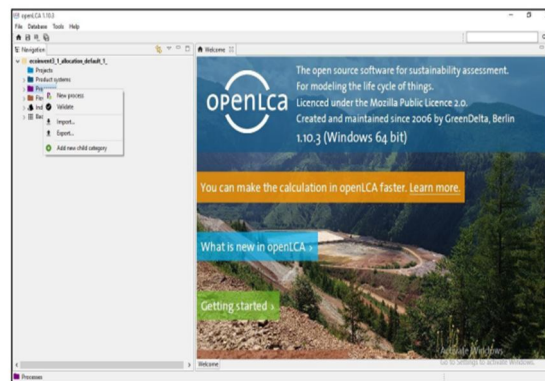 openLCA 1.10.3
File Database Tools Help
Navigation
Welcome
ecoinvent3_1_allocation_default_1_
Projects
Product systems
New process
Validate
Import...
Export...
Add new child category
openLca
The open source software for sustainability assessment.
For modeling the life cycle of things.
Licenced under the Mozilla Public Licence 2.0.
Created and maintained since 2006 by GreenDelta, Berlin
1.10.3 (Windows 64 bit)
You can make the calculation in openLCA faster. Learn more.
What is new in openLCA ›
Getting started ›
Activate Windows
Go to Settings to activate Windows.
Welcome
Processes